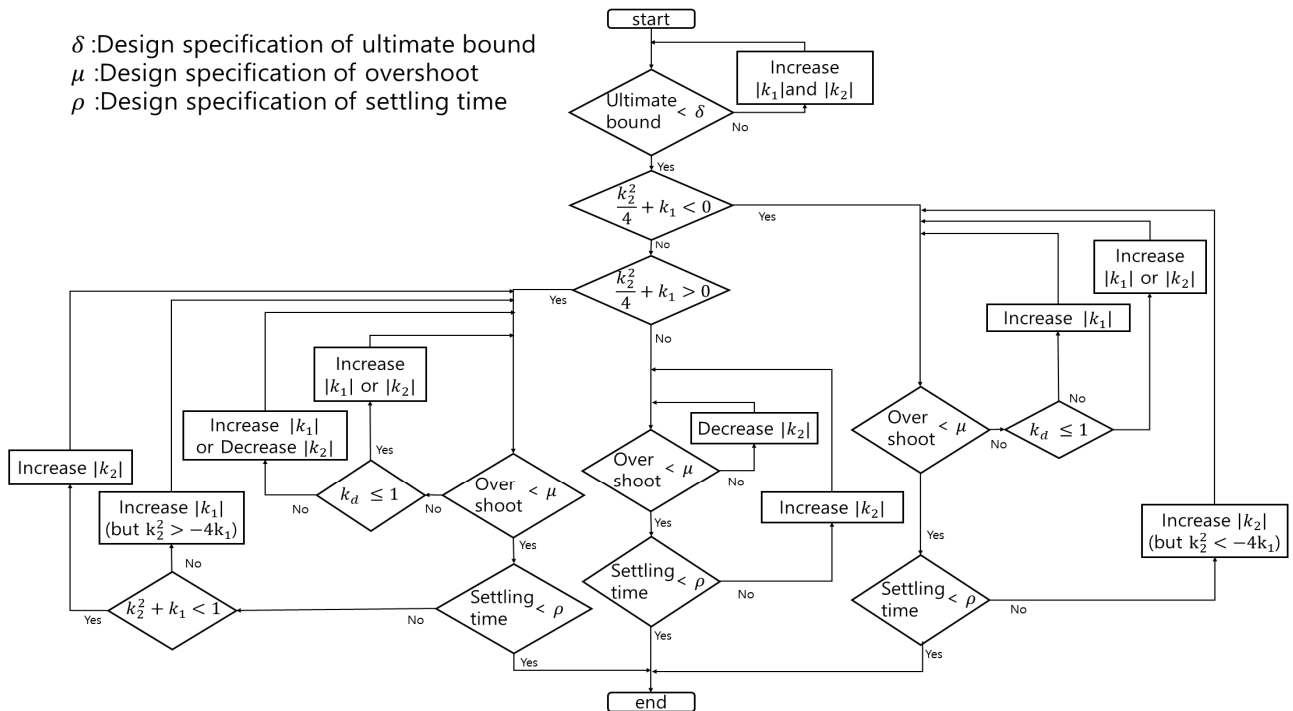 start
δ :Design specification of ultimate bound
μ :Design specification of overshoot
ρ :Design specification of settling time
Increase
|k₁|and |k₂|
Ultimate
bound < δ
No
Yes
k₂²/4 + k₁ < 0
Yes
No
k₂²/4 + k₁ > 0
Yes
No
Increase
|k₁| or |k₂|
Increase |k₁|
Increase
|k₁| or |k₂|
Increase |k₁|
or Decrease |k₂|
Decrease |k₂|
Over
shoot < μ
No
No
k_d ≤ 1
Increase |k₂|
Yes
k_d ≤ 1
No
Over
shoot < μ
No
Over
shoot < μ
No
Increase |k₁|
(but k₂² > −4k₁)
Increase |k₂|
Increase |k₂|
(but k₂² < −4k₁)
Yes
Yes
Yes
No
k₂² + k₁ < 1
Yes
Settling
time < ρ
No
Settling
time < ρ
No
Settling
time < ρ
No
Yes
Yes
Yes
end